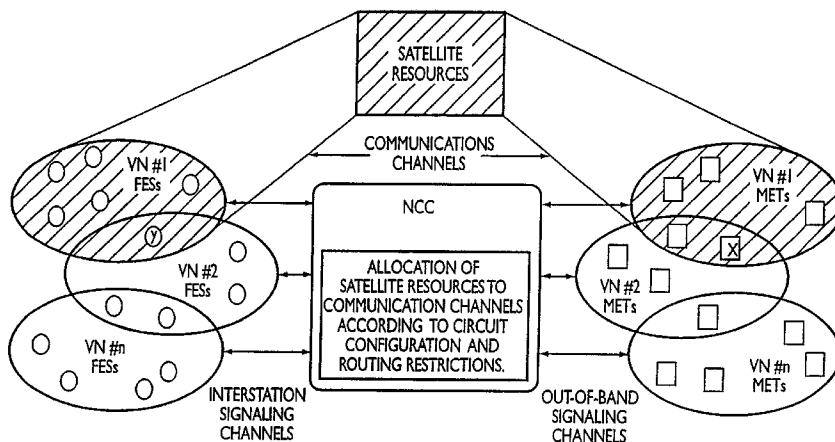 SATELLITE
RESOURCES
COMMUNICATIONS
CHANNELS
VN #1
FESs
y
VN #2
FESs
VN #n
FESs
NCC
ALLOCATION OF
SATELLITE RESOURCES TO
COMMUNICATION CHANNELS
ACCORDING TO CIRCUIT
CONFIGURATION AND
ROUTING RESTRICTIONS.
VN #1
METs
X
VN #2
METs
VN #n
METs
INTERSTATION
SIGNALING
CHANNELS
OUT-OF-BAND
SIGNALING
CHANNELS